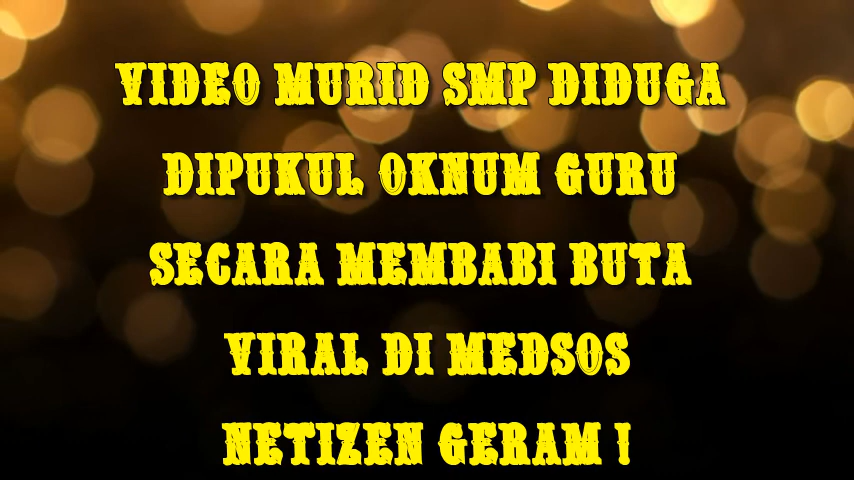 VIDEO MURID SMP DIDUGA
DIPUKUL OKNUM GURU
SECARA MEMBABI BUTA
VIRAL DI MEDSOS
NETIZEN GERAM !